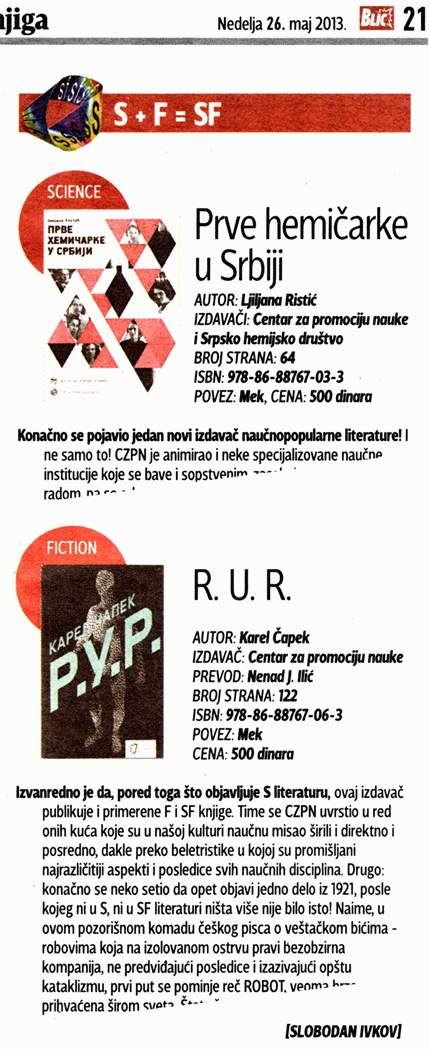 njiga
Nedelja 26. maj 2013. Blic 21
S + F = SF
SCIENCE
ПРВЕ
ХЕМИЧАРКЕ
У СРБИЈИ
Prve hemičarke
u Srbiji
AUTOR: Ljiljana Ristić
IZDAVAČI: Centar za promociju nauke
i Srpsko hemijsko društvo
BROJ STRANA: 64
ISBN: 978-86-88767-03-3
POVEZ: Mek, CENA: 500 dinara
Konačno se pojavio jedan novi izdavač naučnopopularne literature! I
ne samo to! CZPN je animirao i neke specijalizovane naučne
institucije koje se bave i sopstvenim
radom
FICTION
КАРЕЛ ЧАПЕК
Р.У.Р.
R. U. R.
AUTOR: Karel Čapek
IZDAVAČ: Centar za promociju nauke
PREVOD: Nenad J. Ilić
BROJ STRANA: 122
ISBN: 978-86-88767-06-3
POVEZ: Mek
CENA: 500 dinara
Izvanredno je da, pored toga što objavljuje S literaturu, ovaj izdavač
publikuje i primerene F i SF knjige. Time se CZPN uvrstio u red
onih kuća koje su u našoj kulturi naučnu misao širili i direktno i
posredno, dakle preko beletristike u kojoj su promišljani
najrazličitiji aspekti i posledice svih naučnih disciplina. Drugo:
konačno se neko setio da opet objavi jedno delo iz 1921, posle
kojeg ni u S, ni u SF literaturi ništa više nije bilo isto! Naime, u
ovom pozorišnom komadu češkog pisca o veštačkom bićima -
robovima koja na izolovanom ostrvu pravi bezobzirna
kompanija, ne predviđajući posledice i izazivajući opštu
kataklizmu, prvi put se pominje reč ROBOT, veoma
prihvaćena širom sveta.
[SLOBODAN IVKOV]